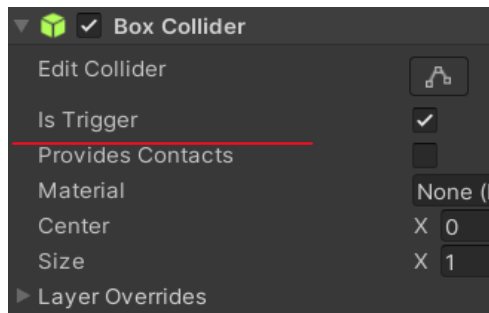 Box Collider
Edit Collider
Is Trigger
Provides Contacts
Material None (
Center X 0
Size X 1
Layer Overrides